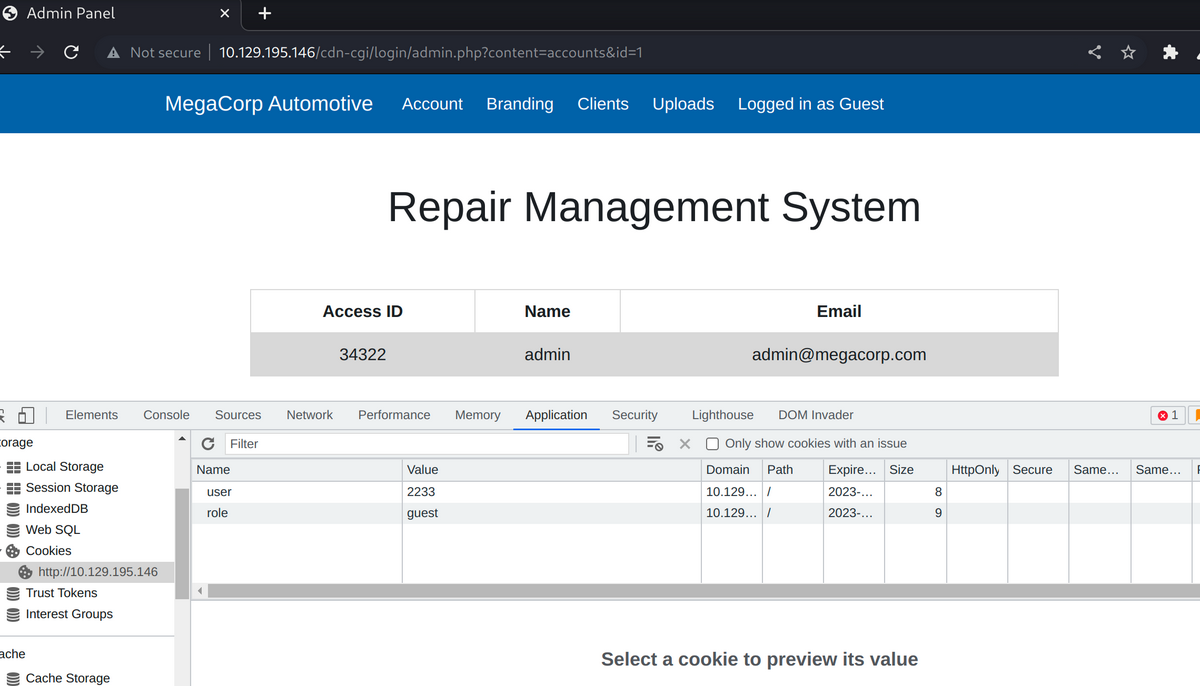 Admin Panel
Not secure 10.129.195.146/cdn-cgi/login/admin.php?content=accounts&id=1
MegaCorp Automotive Account Branding Clients Uploads Logged in as Guest
Repair Management System
Access ID Name Email
34322 admin admin@megacorp.com
Elements Console Sources Network Performance Memory Application Security Lighthouse DOM Invader 1
orage
Filter
Only show cookies with an issue
Local Storage
Session Storage
IndexedDB
Web SQL
Cookies
http://10.129.195.146
Trust Tokens
Interest Groups
ache
Cache Storage
Name Value Domain Path Expire... Size HttpOnly Secure Same... Same...
user 2233 10.129... / 2023-... 8
role guest 10.129... / 2023-... 9
Select a cookie to preview its value